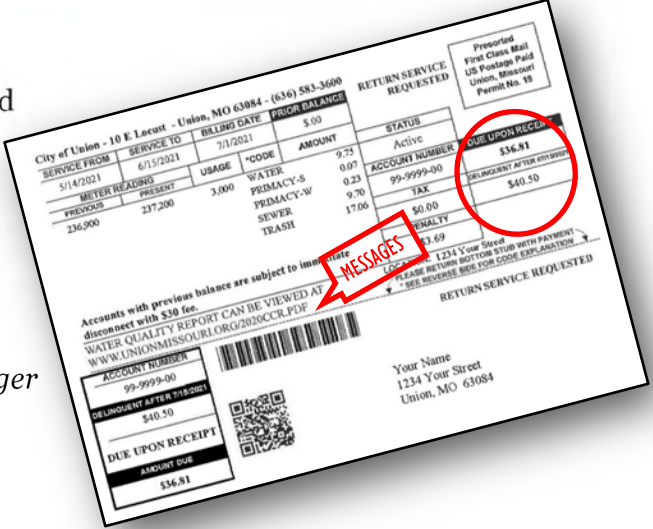 d
ger
City of Union - 10 E Locust - Union, MO 63084 - (636) 583-3600
SERVICE FROM SERVICE TO BILLING DATE PRIOR BALANCE
5/14/2021 6/15/2021 7/1/2021 $.00
METER READING USAGE *CODE AMOUNT
PREVIOUS PRESENT
236,900 237,200 3,000
WATER 9.75
PRIMACY-S 0.07
PRIMACY-W 0.23
SEWER 9.70
TRASH 17.06
RETURN SERVICE
REQUESTED
Presorted
First Class Mail
US Postage Paid
Union, Missouri
Permit No. 19
STATUS
Active
ACCOUNT NUMBER
99-9999-00
TAX
$0.00
PENALTY
$3.69
DUE UPON RECEIPT
$36.81
DELINQUENT AFTER 7/15/2021
$40.50
MESSAGES
LOCATION: 1234 Your Street
PLEASE RETURN BOTTOM STUB WITH PAYMENT
* SEE REVERSE SIDE FOR CODE EXPLANATION
Accounts with previous balance are subject to immediate
disconnect with $30 fee.
WATER QUALITY REPORT CAN BE VIEWED AT
WWW.UNIONMISSOURI.ORG/2020CCR.PDF
RETURN SERVICE REQUESTED
ACCOUNT NUMBER
99-9999-00
DELINQUENT AFTER 7/15/2021
$40.50
DUE UPON RECEIPT
AMOUNT DUE
$36.81
Your Name
1234 Your Street
Union, MO 63084